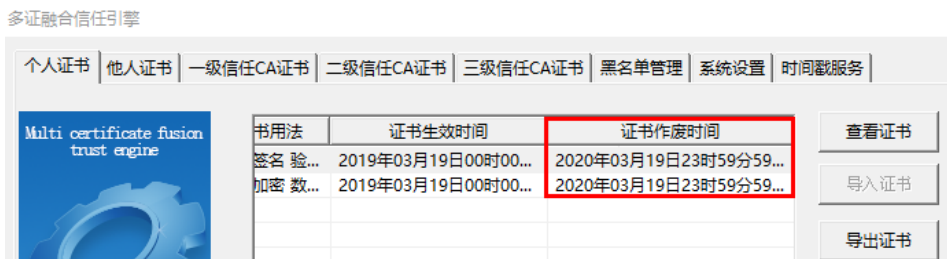 多证融合信任引擎
个人证书 他人证书 一级信任CA证书 二级信任CA证书 三级信任CA证书 黑名单管理 系统设置 时间戳服务
Multi certificate fusion
trust engine
书用法 证书生效时间 证书作废时间
签名 验... 2019年03月19日00时00... 2020年03月19日23时59分59...
加密 数... 2019年03月19日00时00... 2020年03月19日23时59分59...
查看证书
导入证书
导出证书